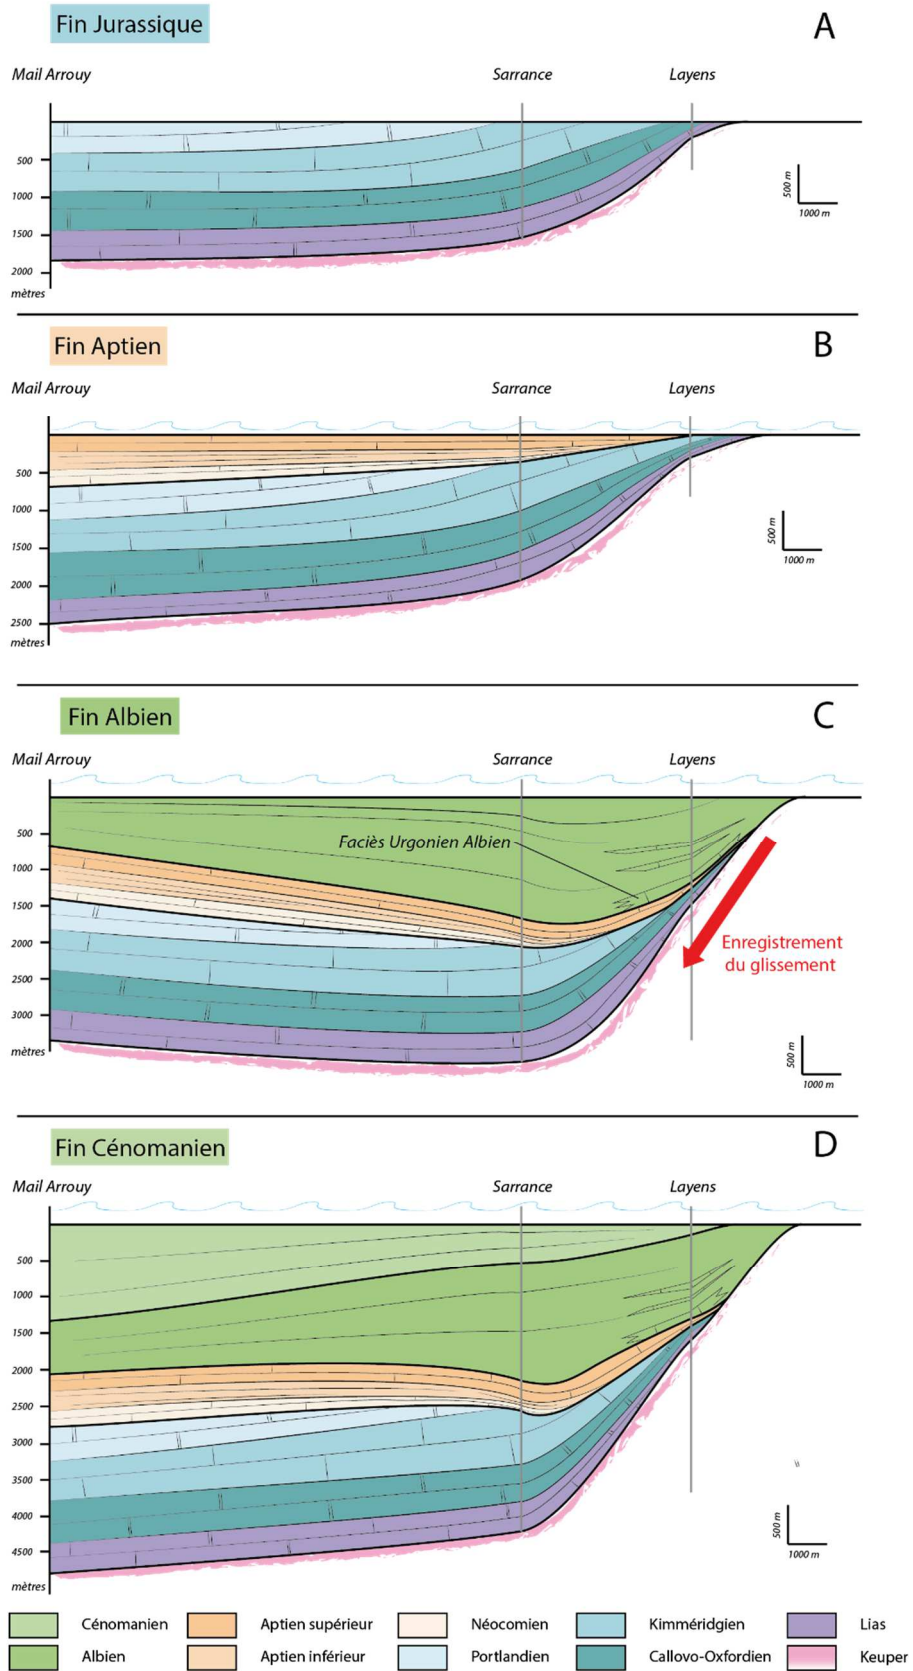 Fin Jurassique
A
Mail Arrouy
Sarrance
Layens
500
1000
1500
2000
mètres
500 m
1000 m
Fin Aptien
B
Mail Arrouy
Sarrance
Layens
500
1000
1500
2000
2500
mètres
500 m
1000 m
Fin Albien
C
Mail Arrouy
Sarrance
Layens
500
1000
1500
2000
2500
3000
mètres
Faciès Urgonien Albien
Enregistrement
du glissement
500 m
1000 m
Fin Cénomanien
D
Mail Arrouy
Sarrance
Layens
500
1000
1500
2000
2500
3000
3500
4000
4500
mètres
500 m
1000 m
Cénomanien
Aptien supérieur
Néocomien
Kimméridgien
Lias
Albien
Aptien inférieur
Portlandien
Callovo-Oxfordien
Keuper